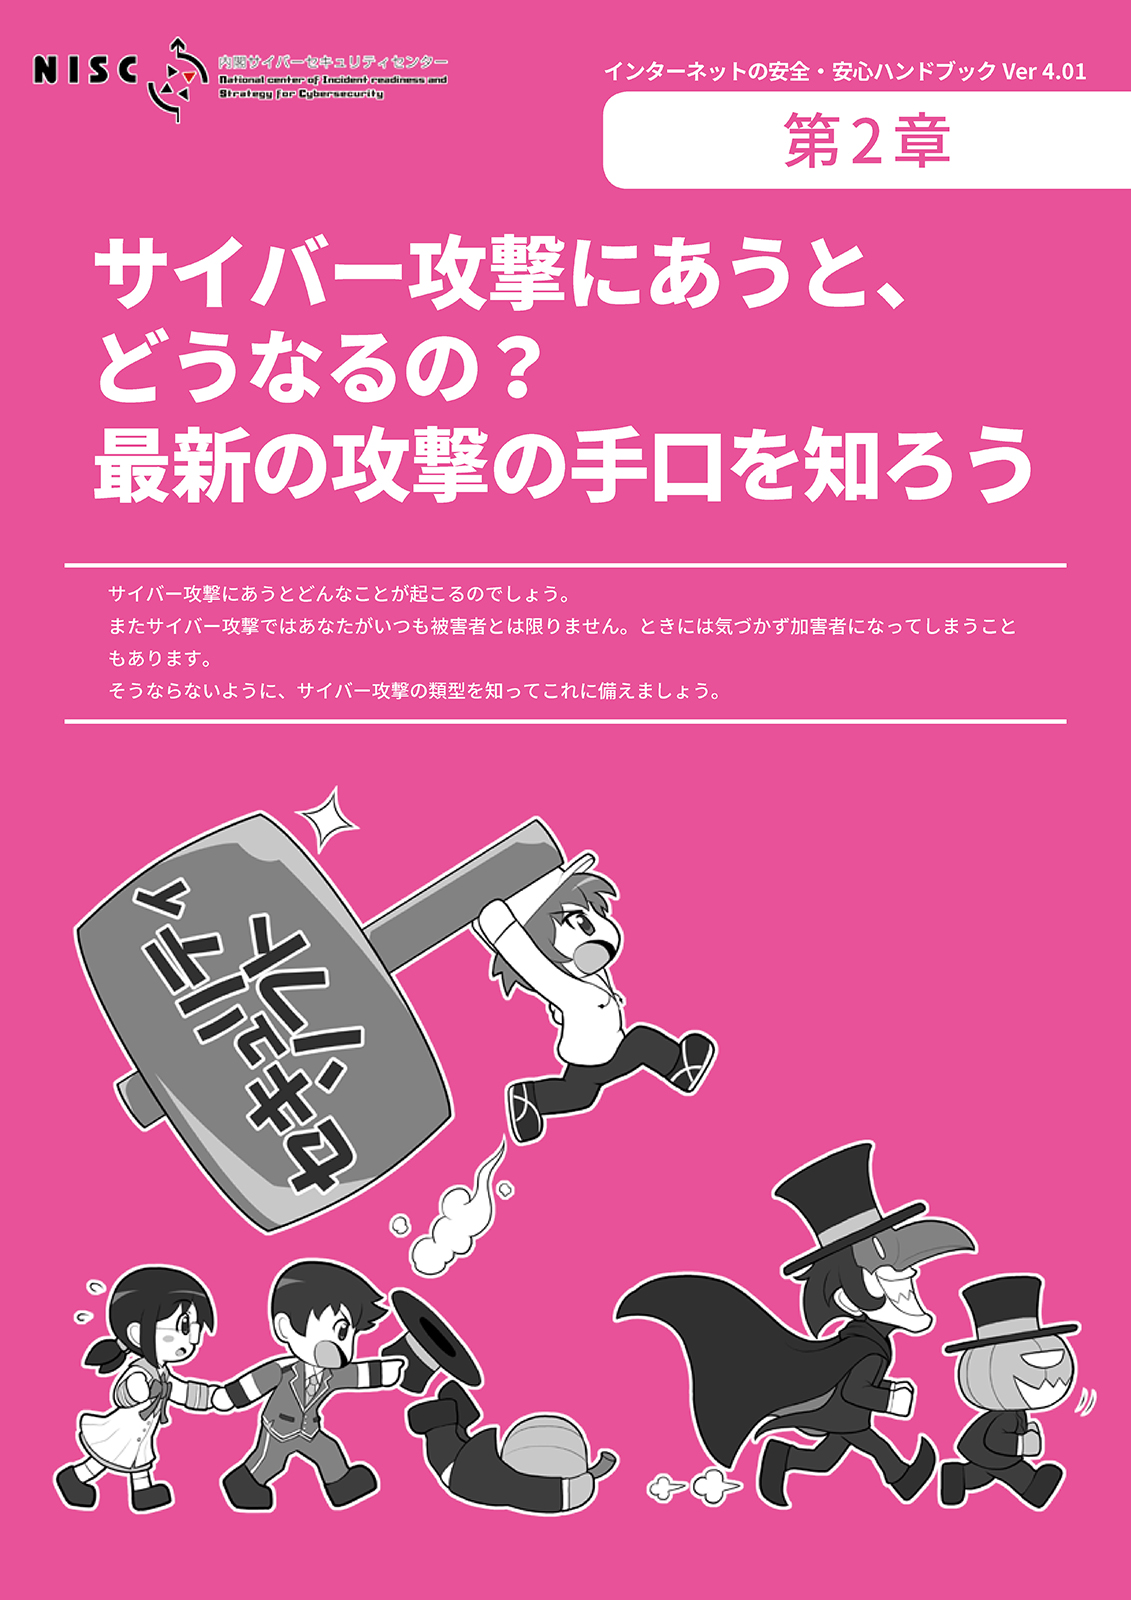 NISC
内閣サイバーセキュリティセンター
National center of Incident readiness and
Strategy for Cybersecurity
インターネットの安全・安心ハンドブック Ver 4.01
第2章
サイバー攻撃にあうと、
どうなるの？
最新の攻撃の手口を知ろう
サイバー攻撃にあうとどんなことが起こるのでしょう。
またサイバー攻撃ではあなたがいつも被害者とは限りません。ときには気づかず加害者になってしまうこと
もあります。
そうならないように、サイバー攻撃の類型を知ってこれに備えましょう。
セキュリティ
ハンマー